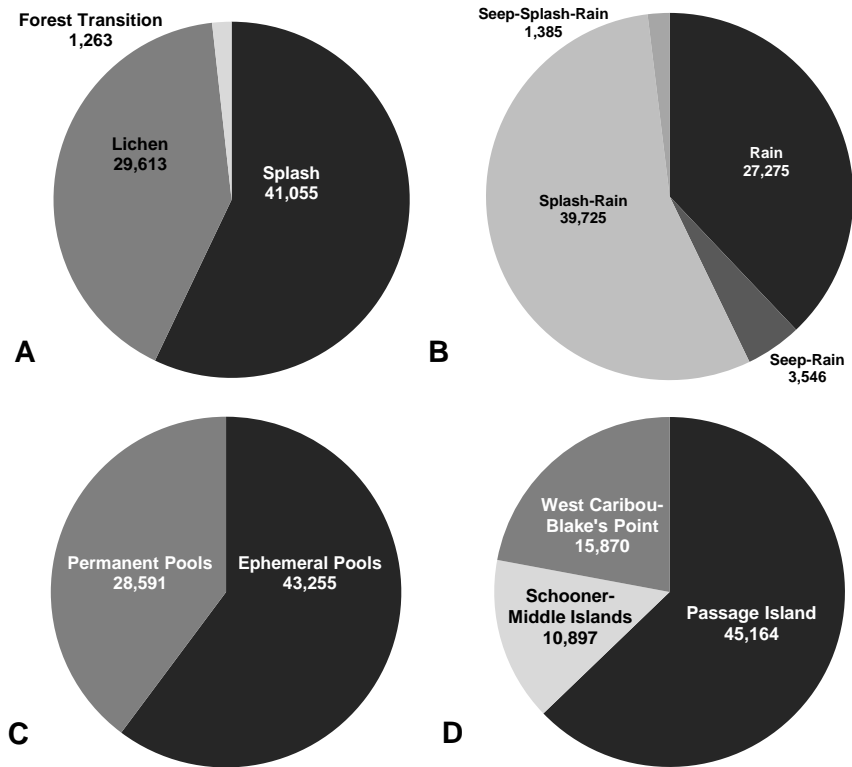 Forest Transition
1,263
Lichen
29,613
Splash
41,055
A
Seep-Splash-Rain
1,385
Rain
27,275
Splash-Rain
39,725
Seep-Rain
3,546
B
Permanent Pools
28,591
Ephemeral Pools
43,255
C
West Caribou-
Blake's Point
15,870
Schooner-
Middle Islands
10,897
Passage Island
45,164
D